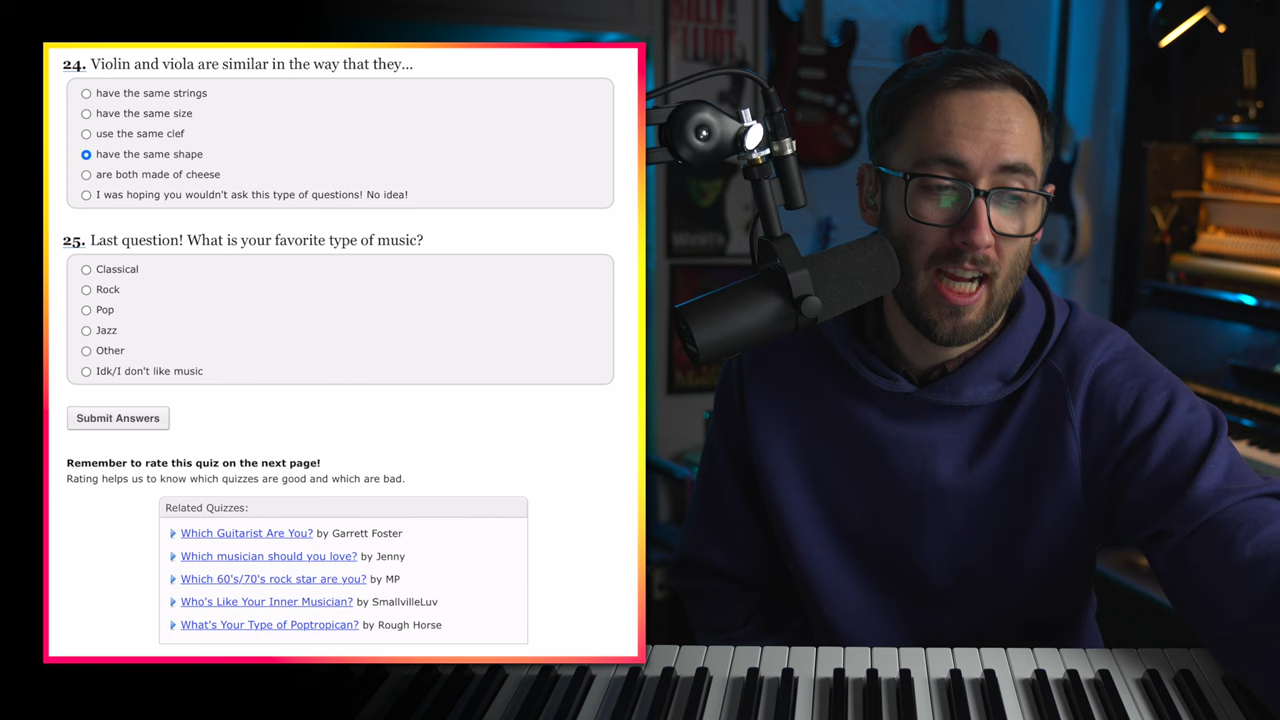 24. Violin and viola are similar in the way that they...
have the same strings
have the same size
use the same clef
have the same shape
are both made of cheese
I was hoping you wouldn't ask this type of questions! No idea!
25. Last question! What is your favorite type of music?
Classical
Rock
Pop
Jazz
Other
Idk/I don't like music
Submit Answers
Remember to rate this quiz on the next page!
Rating helps us to know which quizzes are good and which are bad.
Related Quizzes:
Which Guitarist Are You? by Garrett Foster
Which musician should you love? by Jenny
Which 60's/70's rock star are you? by MP
Who's Like Your Inner Musician? by SmallvilleLuv
What's Your Type of Poptropican? by Rough Horse